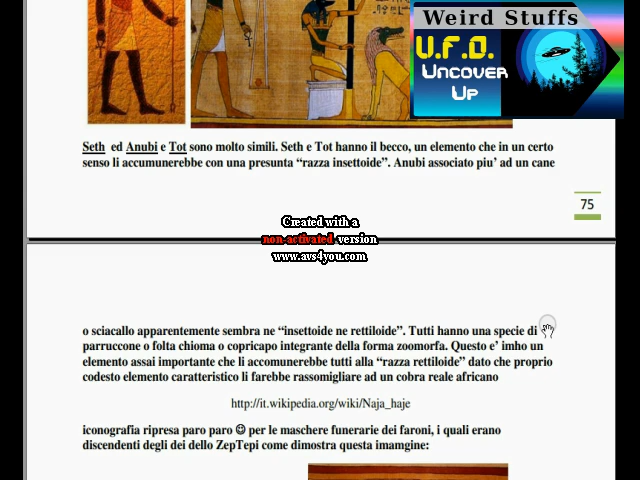 Weird Stuffs
U.F.O.
Uncover
Up
Seth ed Anubi e Tot sono molto simili. Seth e Tot hanno il becco, un elemento che in un certo
senso li accumunerebbe con una presunta “razza insettoide”. Anubi associato piu’ ad un cane
75
Created with a
non-activated version
www.avs4you.com
o sciacallo apparentemente sembra ne “insettoide ne rettiloide”. Tutti hanno una specie di
parruccone o folta chioma o copricapo integrante della forma zoomorfa. Questo e’ imho un
elemento assai importante che li accomunerebbe tutti alla “razza rettiloide” dato che proprio
codesto elemento caratteristico li farebbe rassomigliare ad un cobra reale africano
http://it.wikipedia.org/wiki/Naja_haje
iconografia ripresa paro paro ☺ per le maschere funerarie dei faroni, i quali erano
discendenti degli dei dello ZepTepi come dimostra questa imamgine: